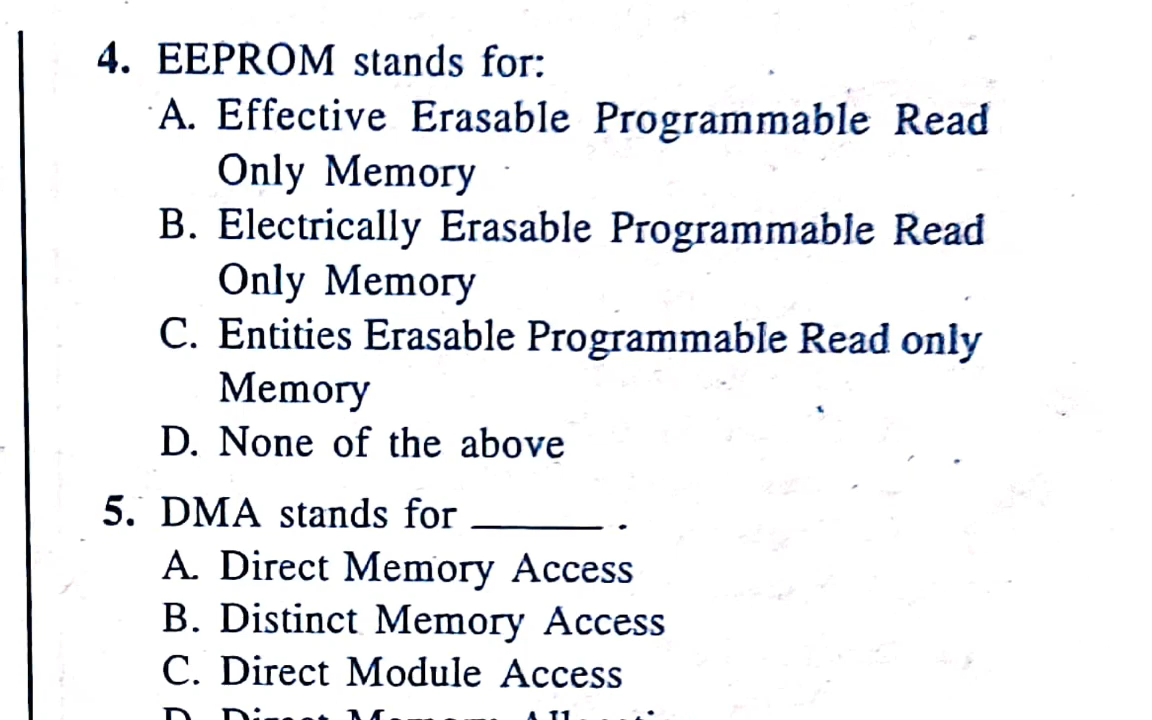 4. EEPROM stands for:
A. Effective Erasable Programmable Read
Only Memory
B. Electrically Erasable Programmable Read
Only Memory
C. Entities Erasable Programmable Read only
Memory
D. None of the above
5. DMA stands for ______ .
A. Direct Memory Access
B. Distinct Memory Access
C. Direct Module Access
D. Direct Memory